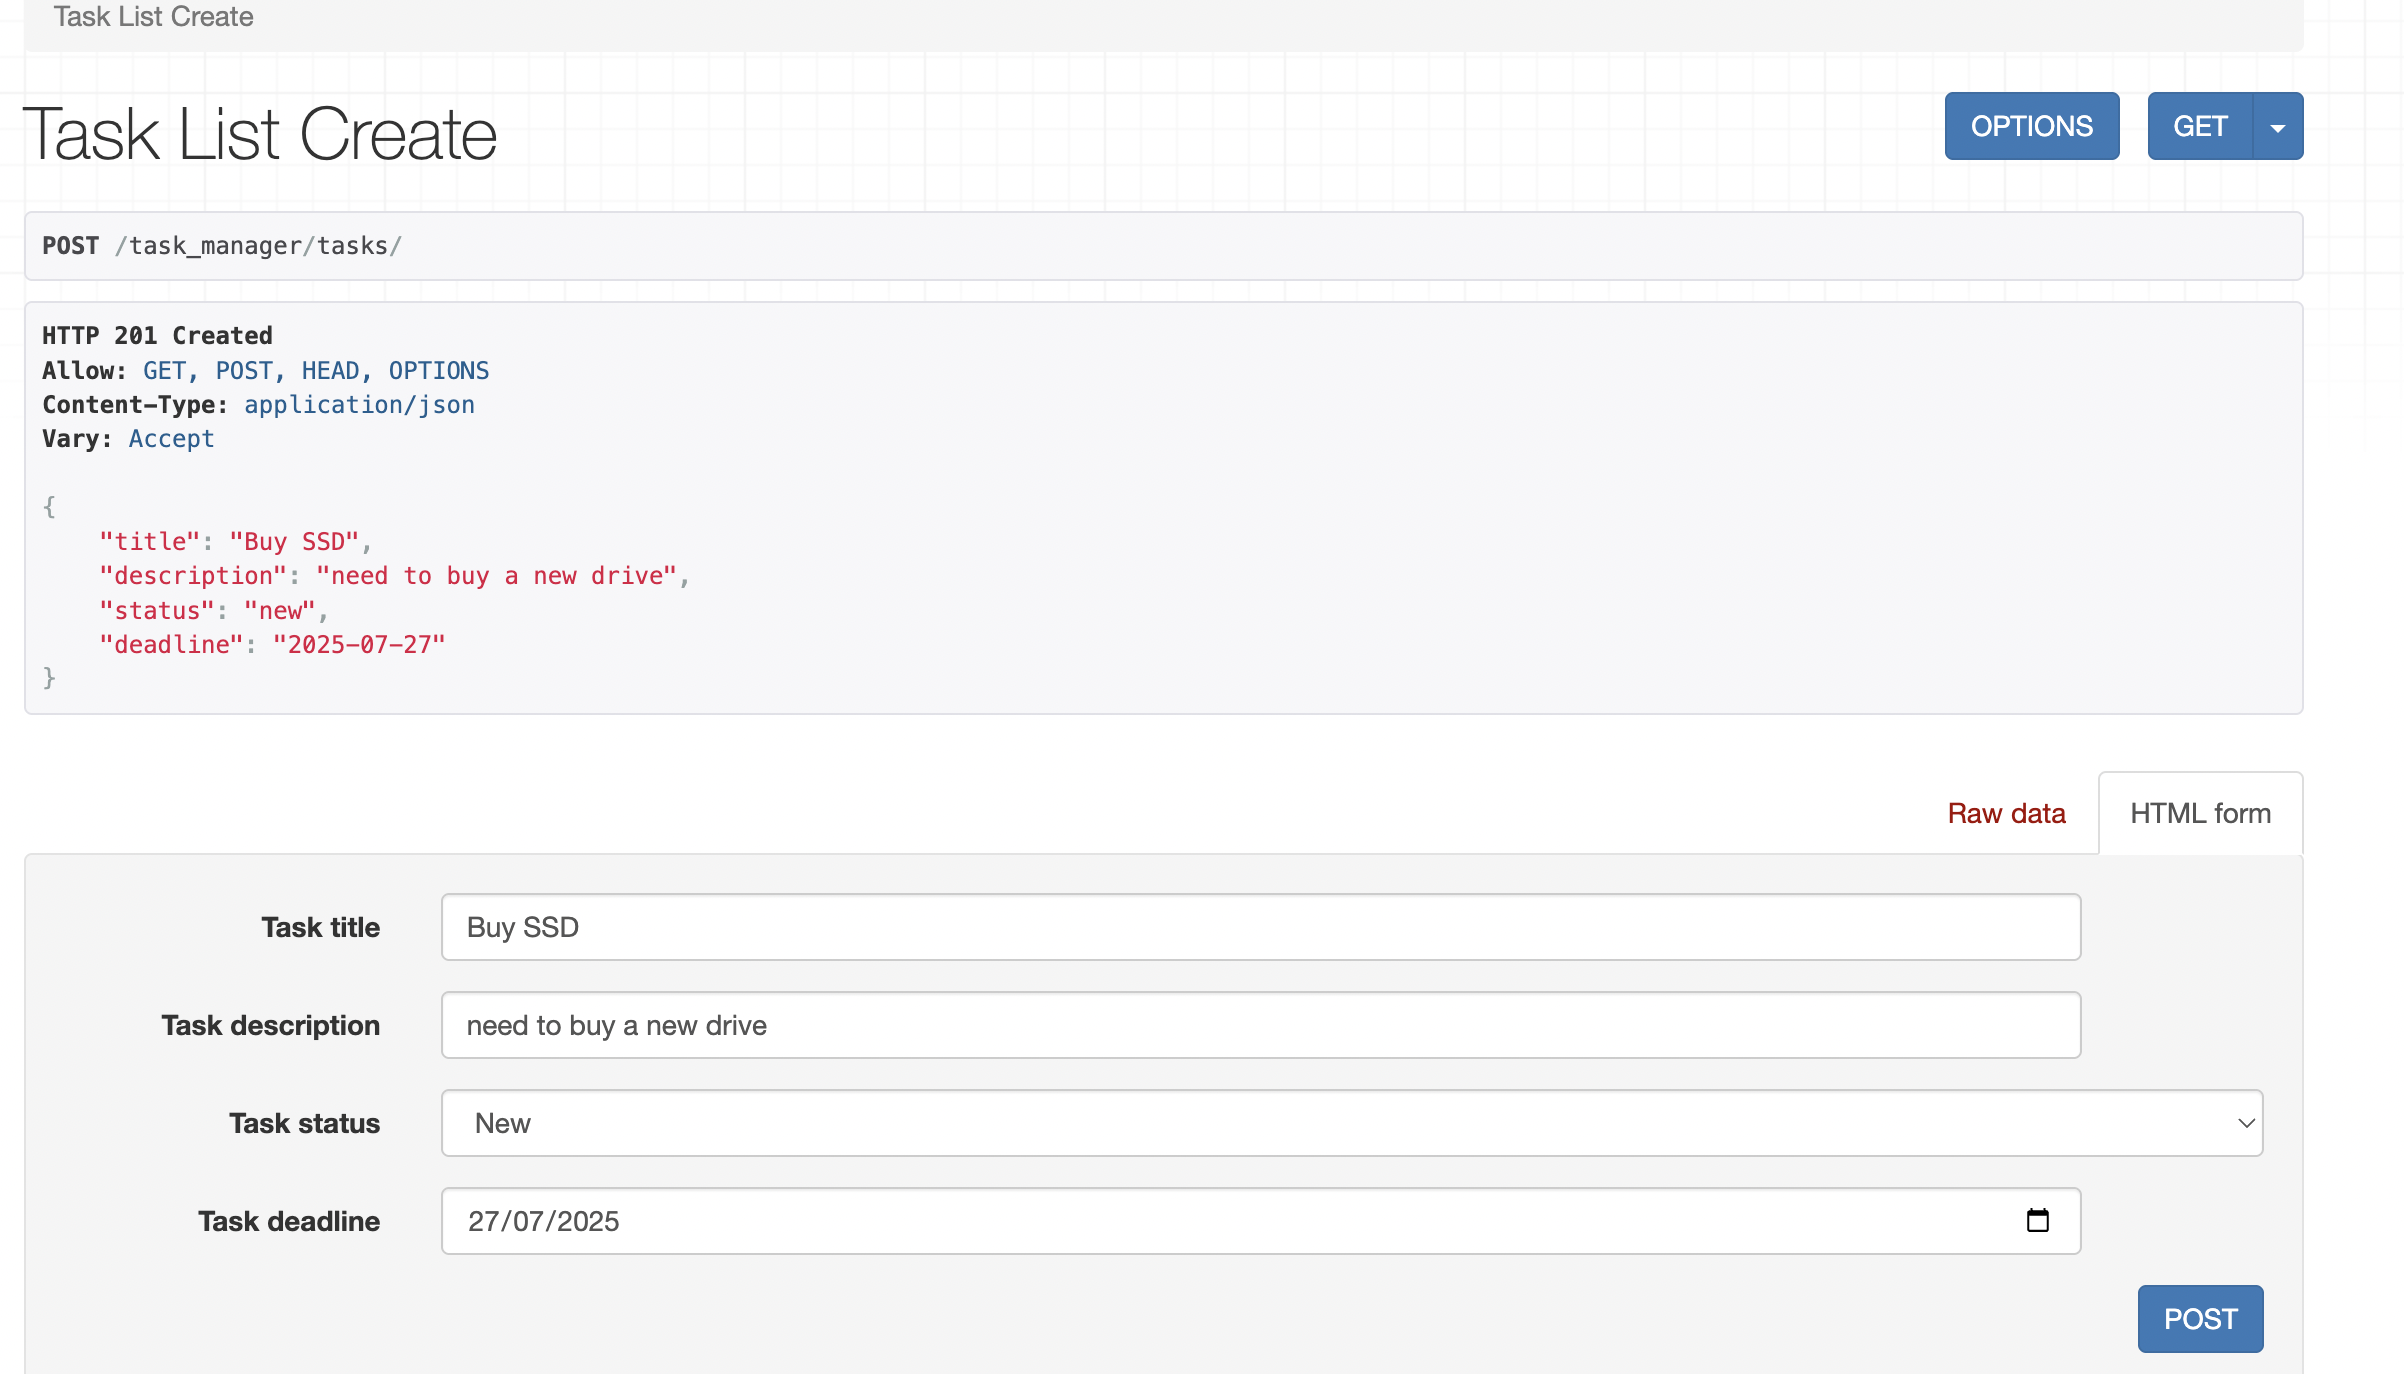 Task List Create
Task List Create
OPTIONS
GET
POST /task_manager/tasks/
HTTP 201 Created
Allow: GET, POST, HEAD, OPTIONS
Content-Type: application/json
Vary: Accept
{
    "title": "Buy SSD",
    "description": "need to buy a new drive",
    "status": "new",
    "deadline": "2025-07-27"
}
Raw data
HTML form
Task title
Buy SSD
Task description
need to buy a new drive
Task status
New
Task deadline
27/07/2025
POST